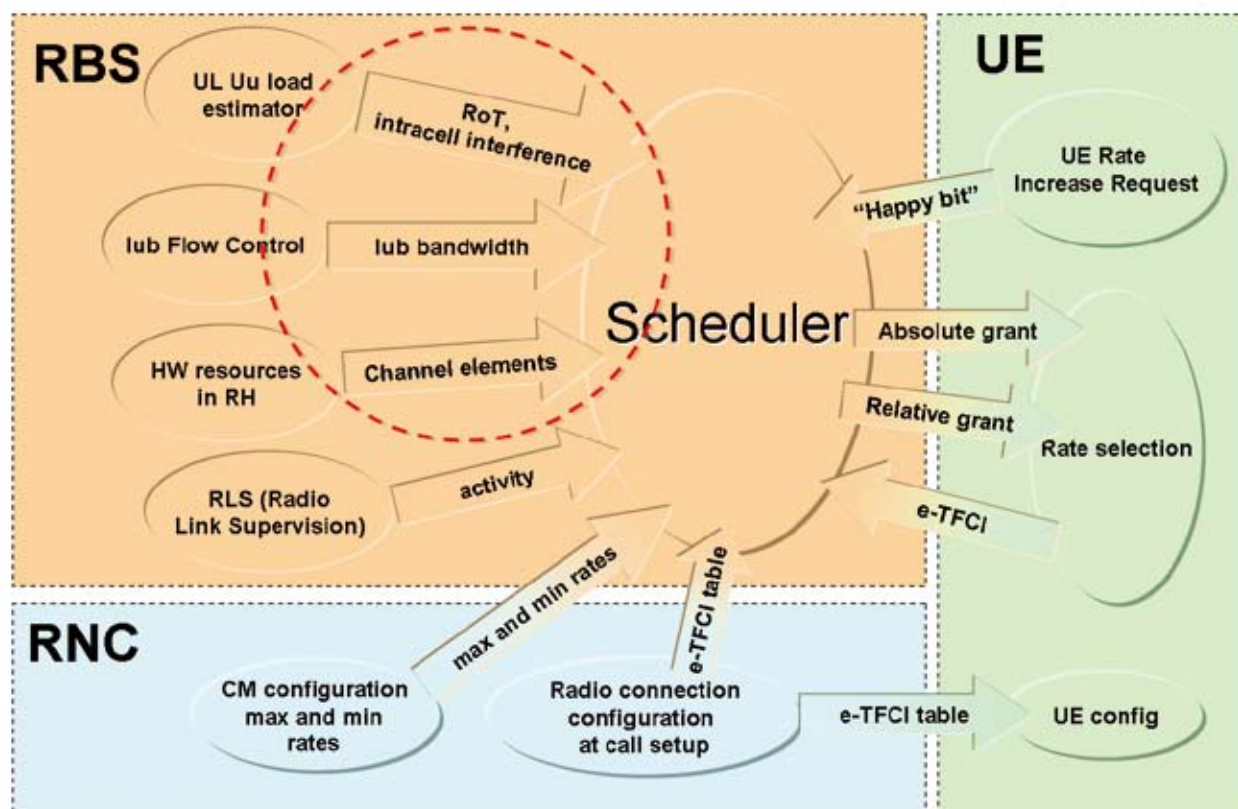 RBS
UL Uu load
estimator
RoT,
intracell interference
Iub Flow Control
Iub bandwidth
HW resources
in RH
Channel elements
RLS (Radio
Link Supervision)
activity
Scheduler
UE
UE Rate
Increase Request
“Happy bit”
Absolute grant
Relative grant
Rate selection
e-TFCI
RNC
CM configuration
max and min
rates
max and min rates
Radio connection
configuration
at call setup
e-TFCI table
e-TFCI table
UE config